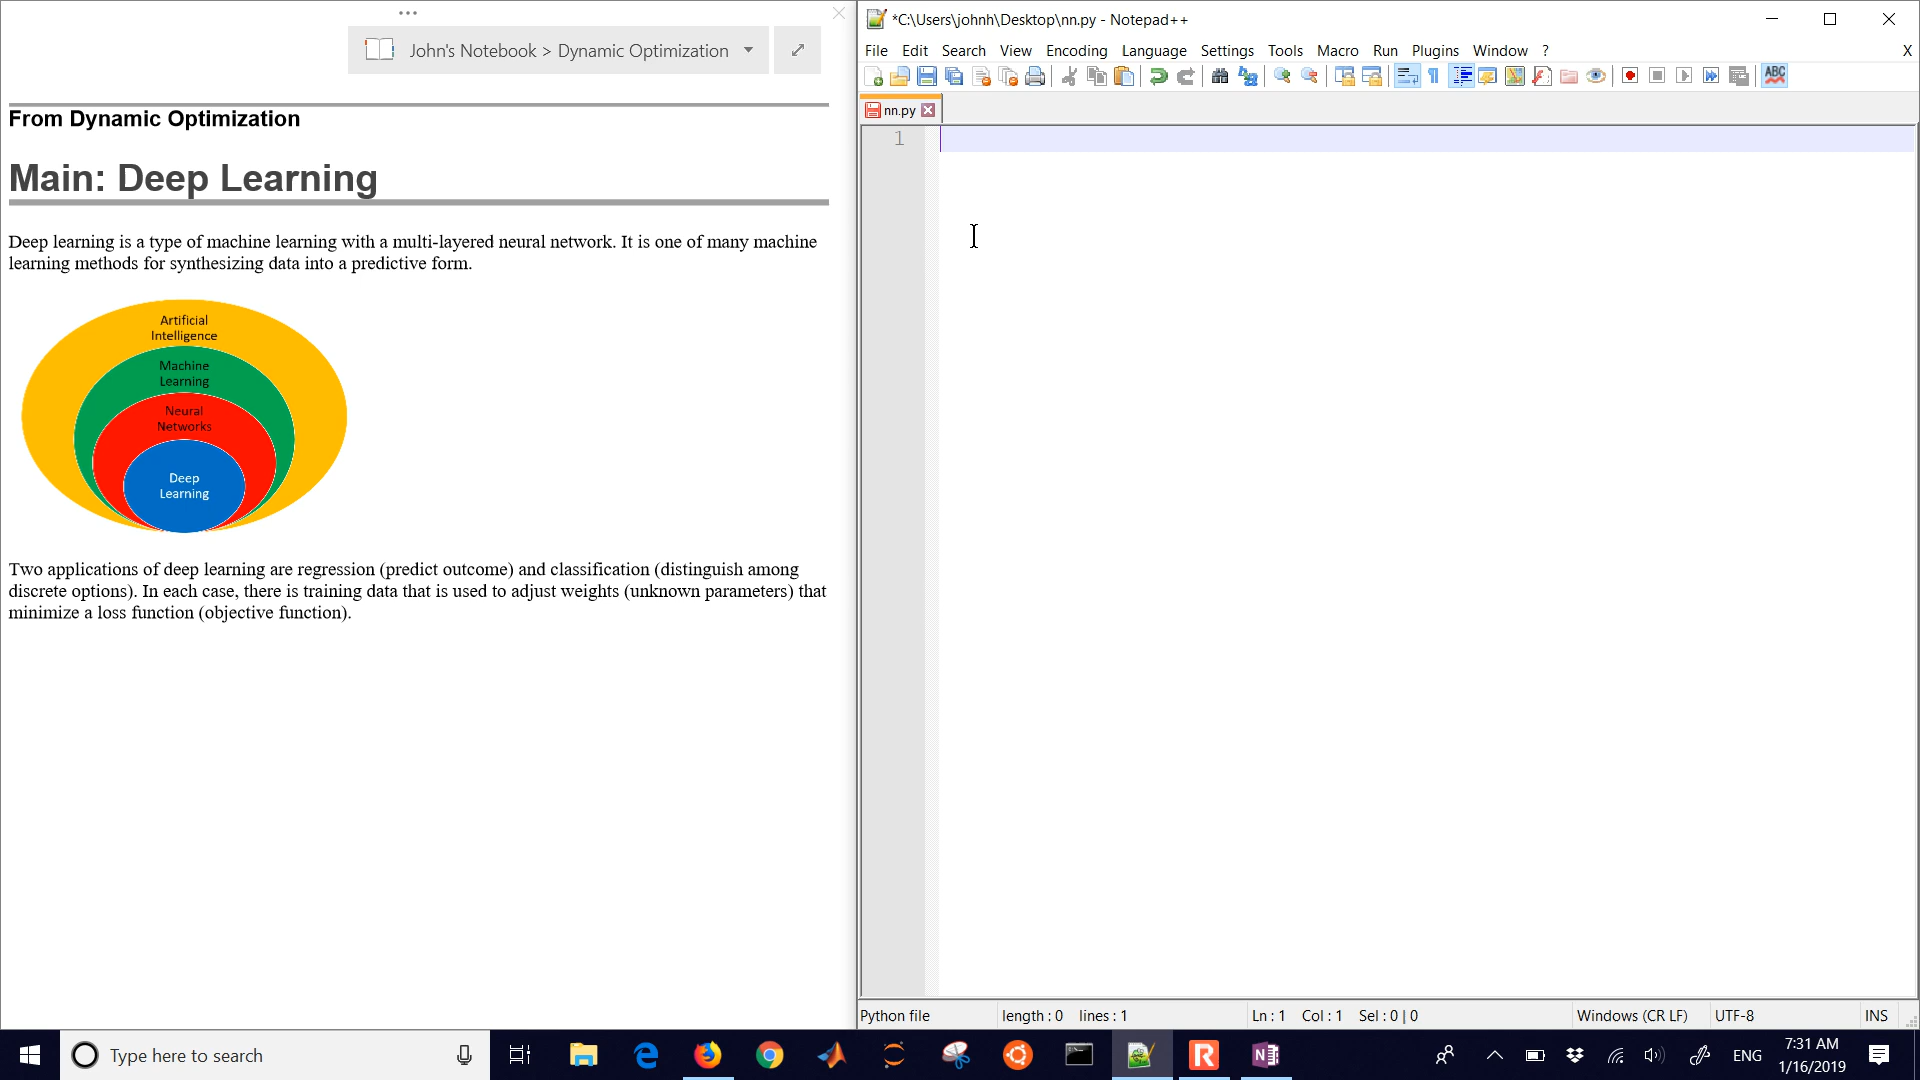 John's Notebook > Dynamic Optimization
From Dynamic Optimization
Main: Deep Learning
Deep learning is a type of machine learning with a multi-layered neural network. It is one of many machine
learning methods for synthesizing data into a predictive form.
Artificial
Intelligence
Machine
Learning
Neural
Networks
Deep
Learning
Two applications of deep learning are regression (predict outcome) and classification (distinguish among
discrete options). In each case, there is training data that is used to adjust weights (unknown parameters) that
minimize a loss function (objective function).
*C:\Users\johnh\Desktop\nn.py - Notepad++
File Edit Search View Encoding Language Settings Tools Macro Run Plugins Window ? X
ABC
nn.py
1
Python file length : 0 lines : 1 Ln : 1 Col : 1 Sel : 0 | 0 Windows (CR LF) UTF-8 INS
Type here to search
R
N
ENG
7:31 AM
1/16/2019